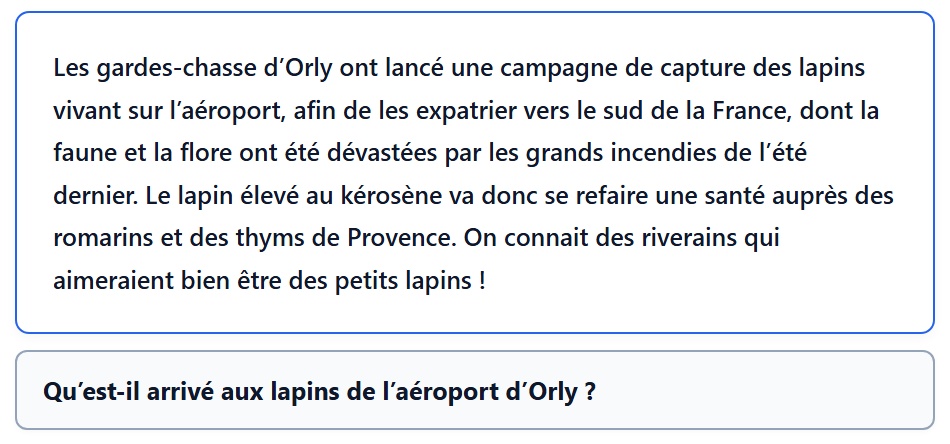 Les gardes-chasse d’Orly ont lancé une campagne de capture des lapins
vivant sur l’aéroport, afin de les expatrier vers le sud de la France, dont la
faune et la flore ont été dévastées par les grands incendies de l’été
dernier. Le lapin élevé au kérosène va donc se refaire une santé auprès des
romarins et des thyms de Provence. On connait des riverains qui
aimeraient bien être des petits lapins !
Qu’est-il arrivé aux lapins de l’aéroport d’Orly ?